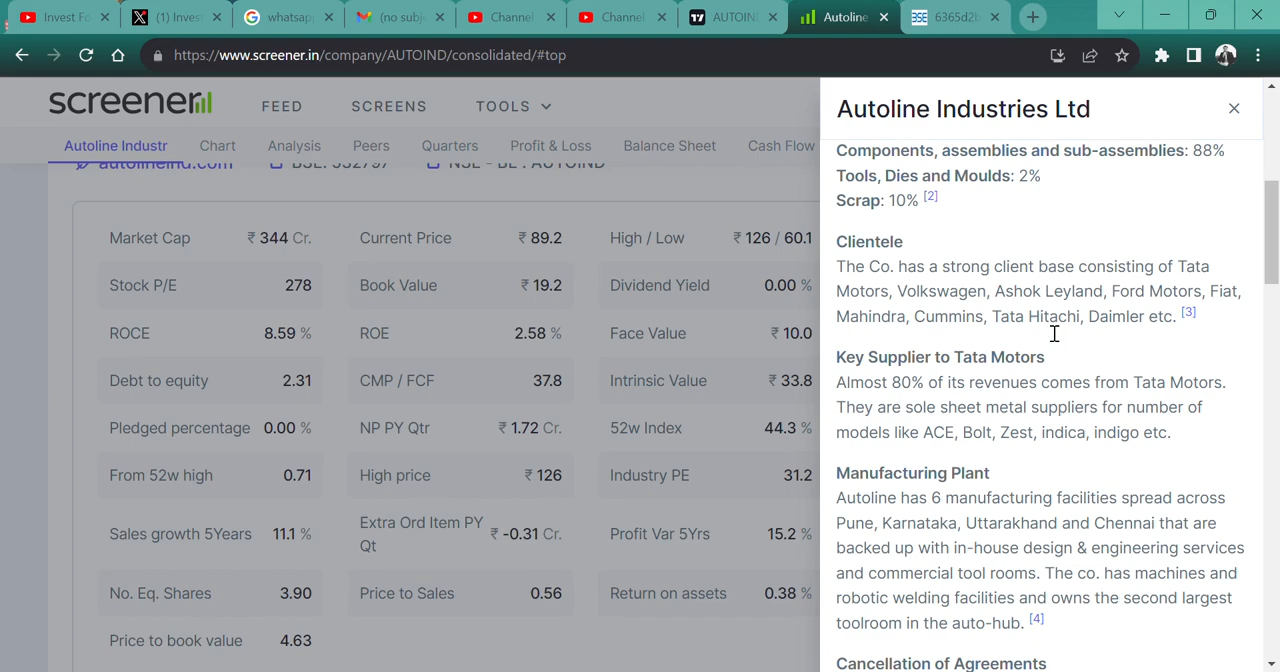 Invest Fo
(1) Invest
whatsap
(no subj
Channel
Channel
AUTOIN
Autoline
6365d2b
https://www.screener.in/company/AUTOIND/consolidated/#top
screener
FEED SCREENS TOOLS
Autoline Industr Chart Analysis Peers Quarters Profit & Loss Balance Sheet Cash Flow
autolineind.com BSE: 532797 NSE - BE : AUTOIND
Market Cap ₹ 344 Cr. Current Price ₹ 89.2 High / Low ₹ 126 / 60.1
Stock P/E 278 Book Value ₹ 19.2 Dividend Yield 0.00 %
ROCE 8.59 % ROE 2.58 % Face Value ₹ 10.0
Debt to equity 2.31 CMP / FCF 37.8 Intrinsic Value ₹ 33.8
Pledged percentage 0.00 % NP PY Qtr ₹ 1.72 Cr. 52w Index 44.3 %
From 52w high 0.71 High price ₹ 126 Industry PE 31.2
Sales growth 5Years 11.1 % Extra Ord Item PY
Qt ₹ -0.31 Cr. Profit Var 5Yrs 15.2 %
No. Eq. Shares 3.90 Price to Sales 0.56 Return on assets 0.38 %
Price to book value 4.63
Autoline Industries Ltd
Components, assemblies and sub-assemblies: 88%
Tools, Dies and Moulds: 2%
Scrap: 10% [2]
Clientele
The Co. has a strong client base consisting of Tata
Motors, Volkswagen, Ashok Leyland, Ford Motors, Fiat,
Mahindra, Cummins, Tata Hitachi, Daimler etc. [3]
Key Supplier to Tata Motors
Almost 80% of its revenues comes from Tata Motors.
They are sole sheet metal suppliers for number of
models like ACE, Bolt, Zest, indica, indigo etc.
Manufacturing Plant
Autoline has 6 manufacturing facilities spread across
Pune, Karnataka, Uttarakhand and Chennai that are
backed up with in-house design & engineering services
and commercial tool rooms. The co. has machines and
robotic welding facilities and owns the second largest
toolroom in the auto-hub. [4]
Cancellation of Agreements